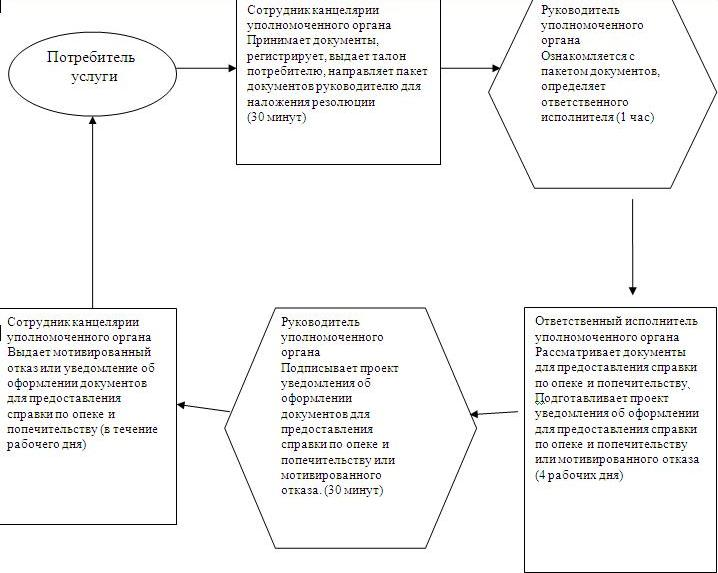 Потребитель
услуги
Сотрудник канцелярии
уполномоченного органа
Принимает документы,
регистрирует, выдает талон
потребителю, направляет пакет
документов руководителю для
наложения резолюции
(30 минут)
Руководитель
уполномоченного
органа
Ознакомляется с
пакетом документов,
определяет
ответственного
исполнителя (1 час)
Ответственный исполнитель
уполномоченного органа
Рассматривает документы
для предоставления справки
по опеке и попечительству,
Подготавливает проект
уведомления об оформлении
для предоставления справки
по опеке и попечительству
или мотивированного отказа
(4 рабочих дня)
Руководитель
уполномоченного
органа
Подписывает проект
уведомления об
оформлении
документов для
предоставления
справки по опеке и
попечительству или
мотивированного
отказа. (30 минут)
Сотрудник канцелярии
уполномоченного органа
Выдает мотивированный
отказ или уведомление об
оформлении документов
для предоставления
справки по опеке и
попечительству (в течение
рабочего дня)